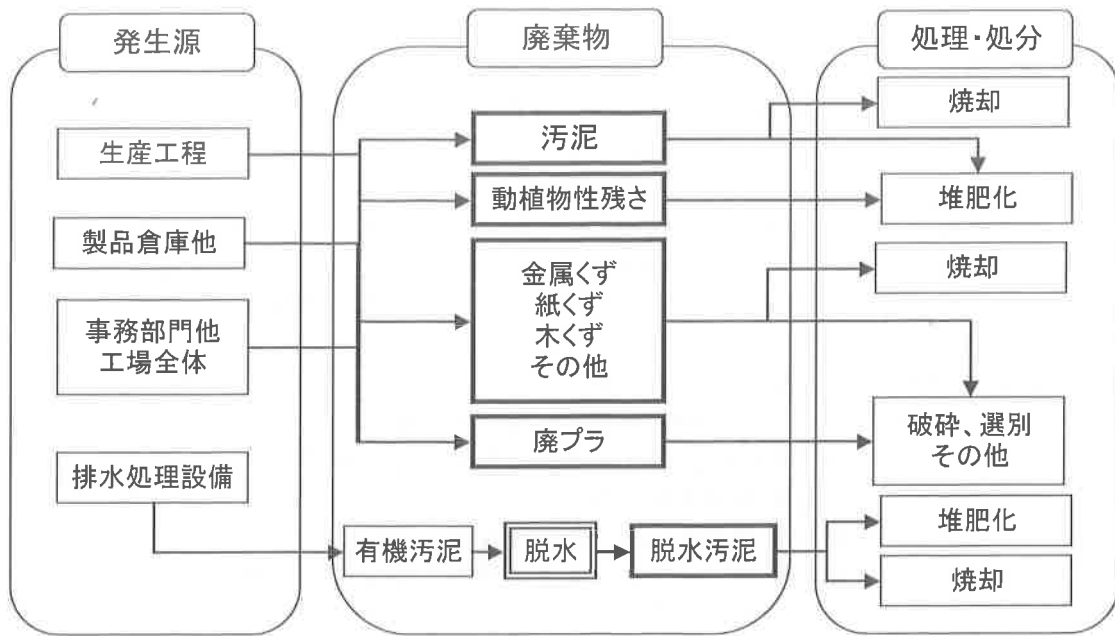 発生源
廃棄物
処理・処分
生産工程
製品倉庫他
事務部門他
工場全体
排水処理設備
汚泥
動植物性残さ
金属くず
紙くず
木くず
その他
廃プラ
有機汚泥
脱水
脱水汚泥
焼却
堆肥化
焼却
破砕、選別
その他
堆肥化
焼却